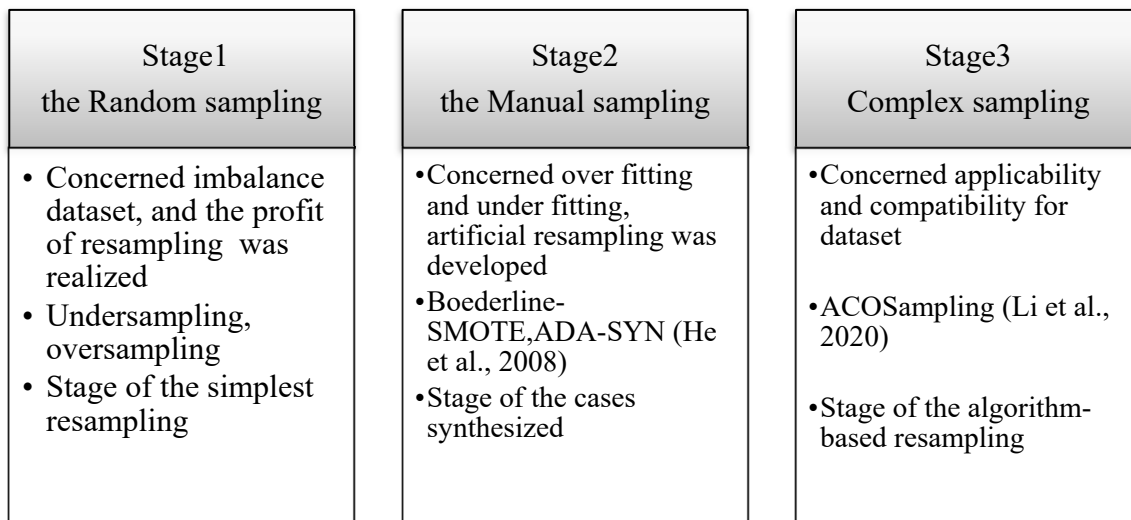 Stage1
the Random sampling
• Concerned imbalance
dataset, and the profit
of resampling was
realized
• Undersampling,
oversampling
• Stage of the simplest
resampling
Stage2
the Manual sampling
•Concerned over fitting
and under fitting,
artificial resampling was
developed
•Boederline-
SMOTE,ADA-SYN (He
et al., 2008)
•Stage of the cases
synthesized
Stage3
Complex sampling
•Concerned applicability
and compatibility for
dataset
•ACOSampling (Li et al.,
2020)
•Stage of the algorithm-
based resampling